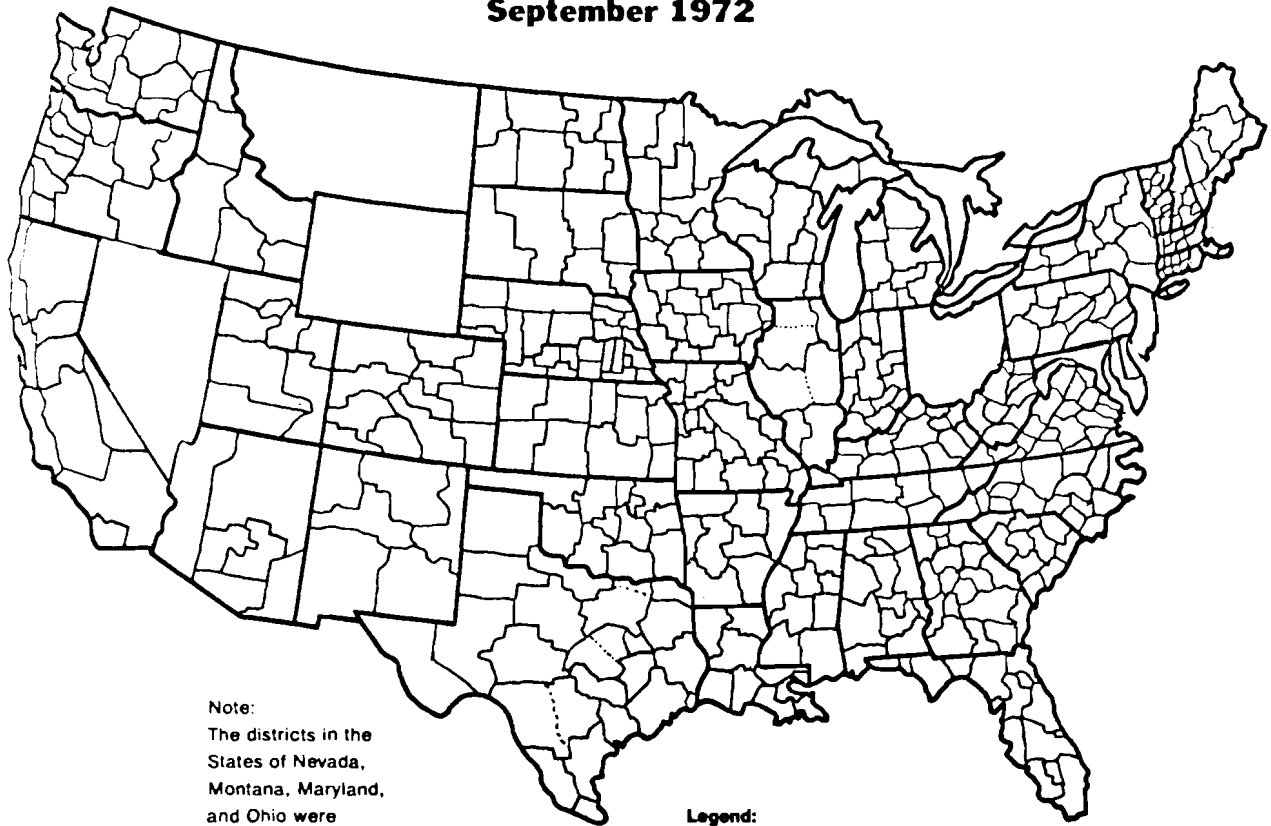 September 1972
Note:
The districts in the
States of Nevada,
Montana, Maryland,
and Ohio were
Legend: